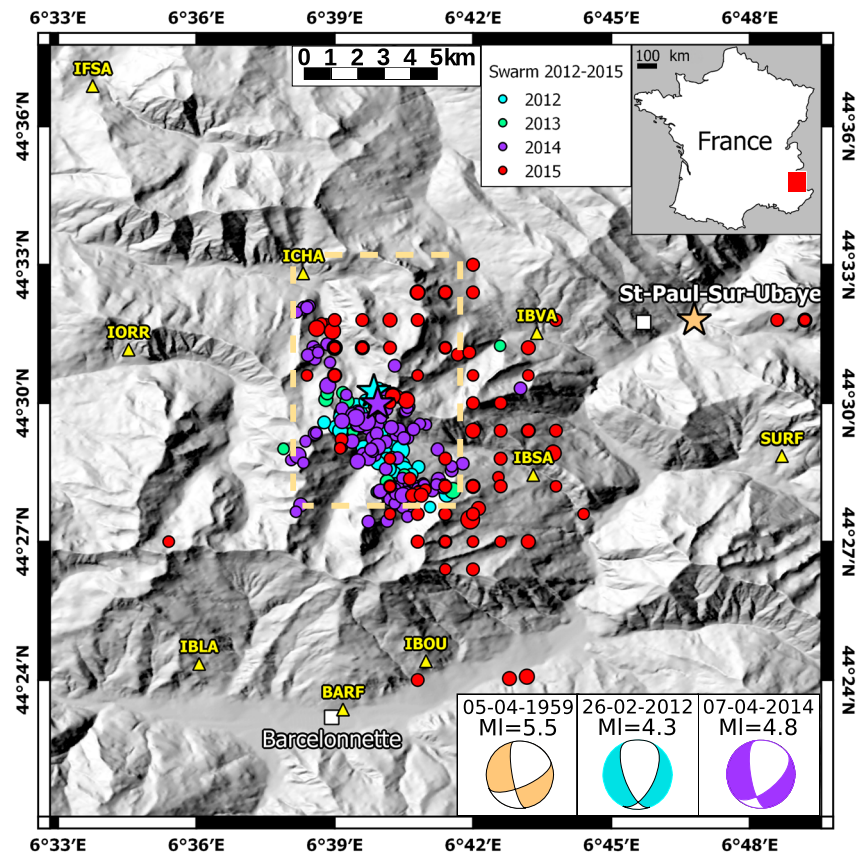 6°33'E 6°36'E 6°39'E 6°42'E 6°45'E 6°48'E
0 1 2 3 4 5km
Swarm 2012-2015
2012
2013
2014
2015
100 km
France
44°36'N 44°36'N
44°33'N 44°33'N
44°30'N 44°30'N
44°27'N 44°27'N
44°24'N 44°24'N
IFSA
ICHA
IORR
IBVA
St-Paul-Sur-Ubaye
SURF
IBSA
IBLA
IBOU
BARF
Barcelonnette
05-04-1959
Ml=5.5
26-02-2012
Ml=4.3
07-04-2014
Ml=4.8
6°33'E 6°36'E 6°39'E 6°42'E 6°45'E 6°48'E